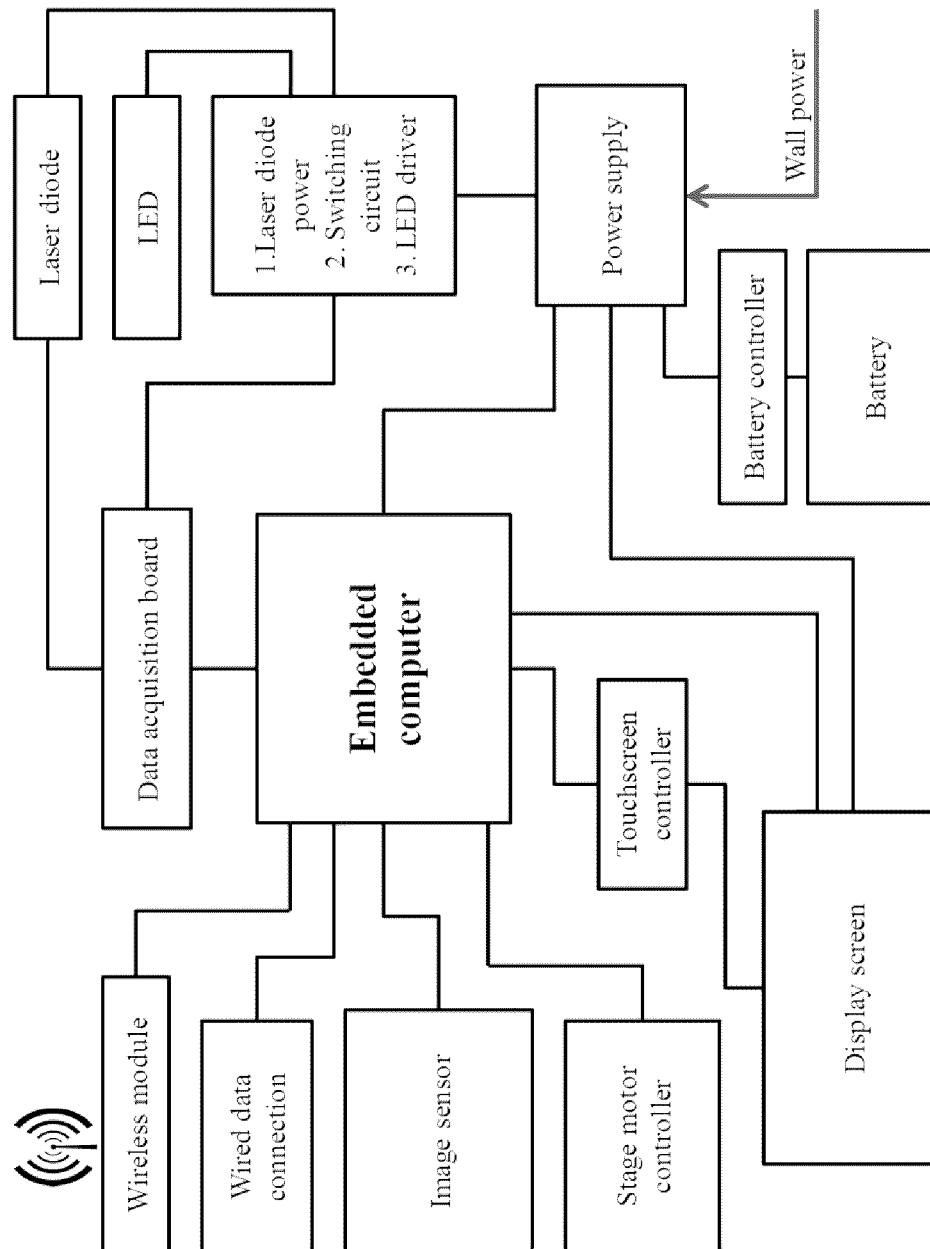 Wireless module
Wired data
connection
Image sensor
Stage motor
controller
Data acquisition board
Embedded
computer
Touchscreen
controller
Display screen
Laser diode
LED
1.Laser diode
power
2. Switching
circuit
3. LED driver
Power supply
Battery controller
Battery
Wall power